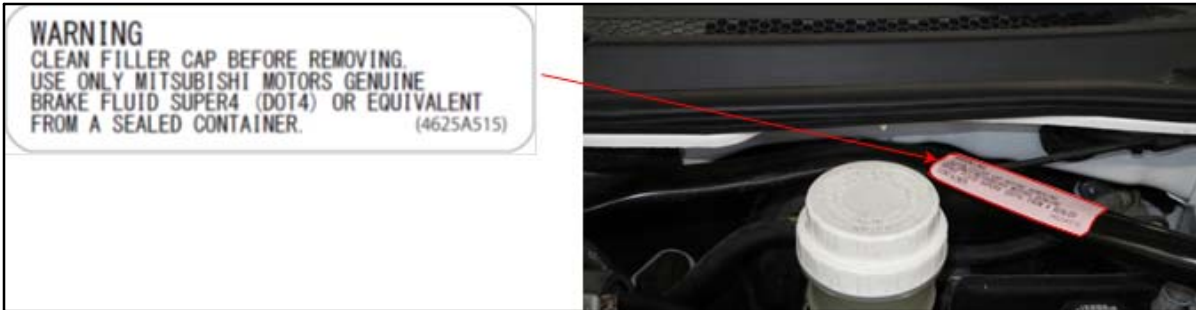 WARNING
CLEAN FILLER CAP BEFORE REMOVING.
USE ONLY MITSUBISHI MOTORS GENUINE
BRAKE FLUID SUPER4 (DOT4) OR EQUIVALENT
FROM A SEALED CONTAINER. (4625A515)